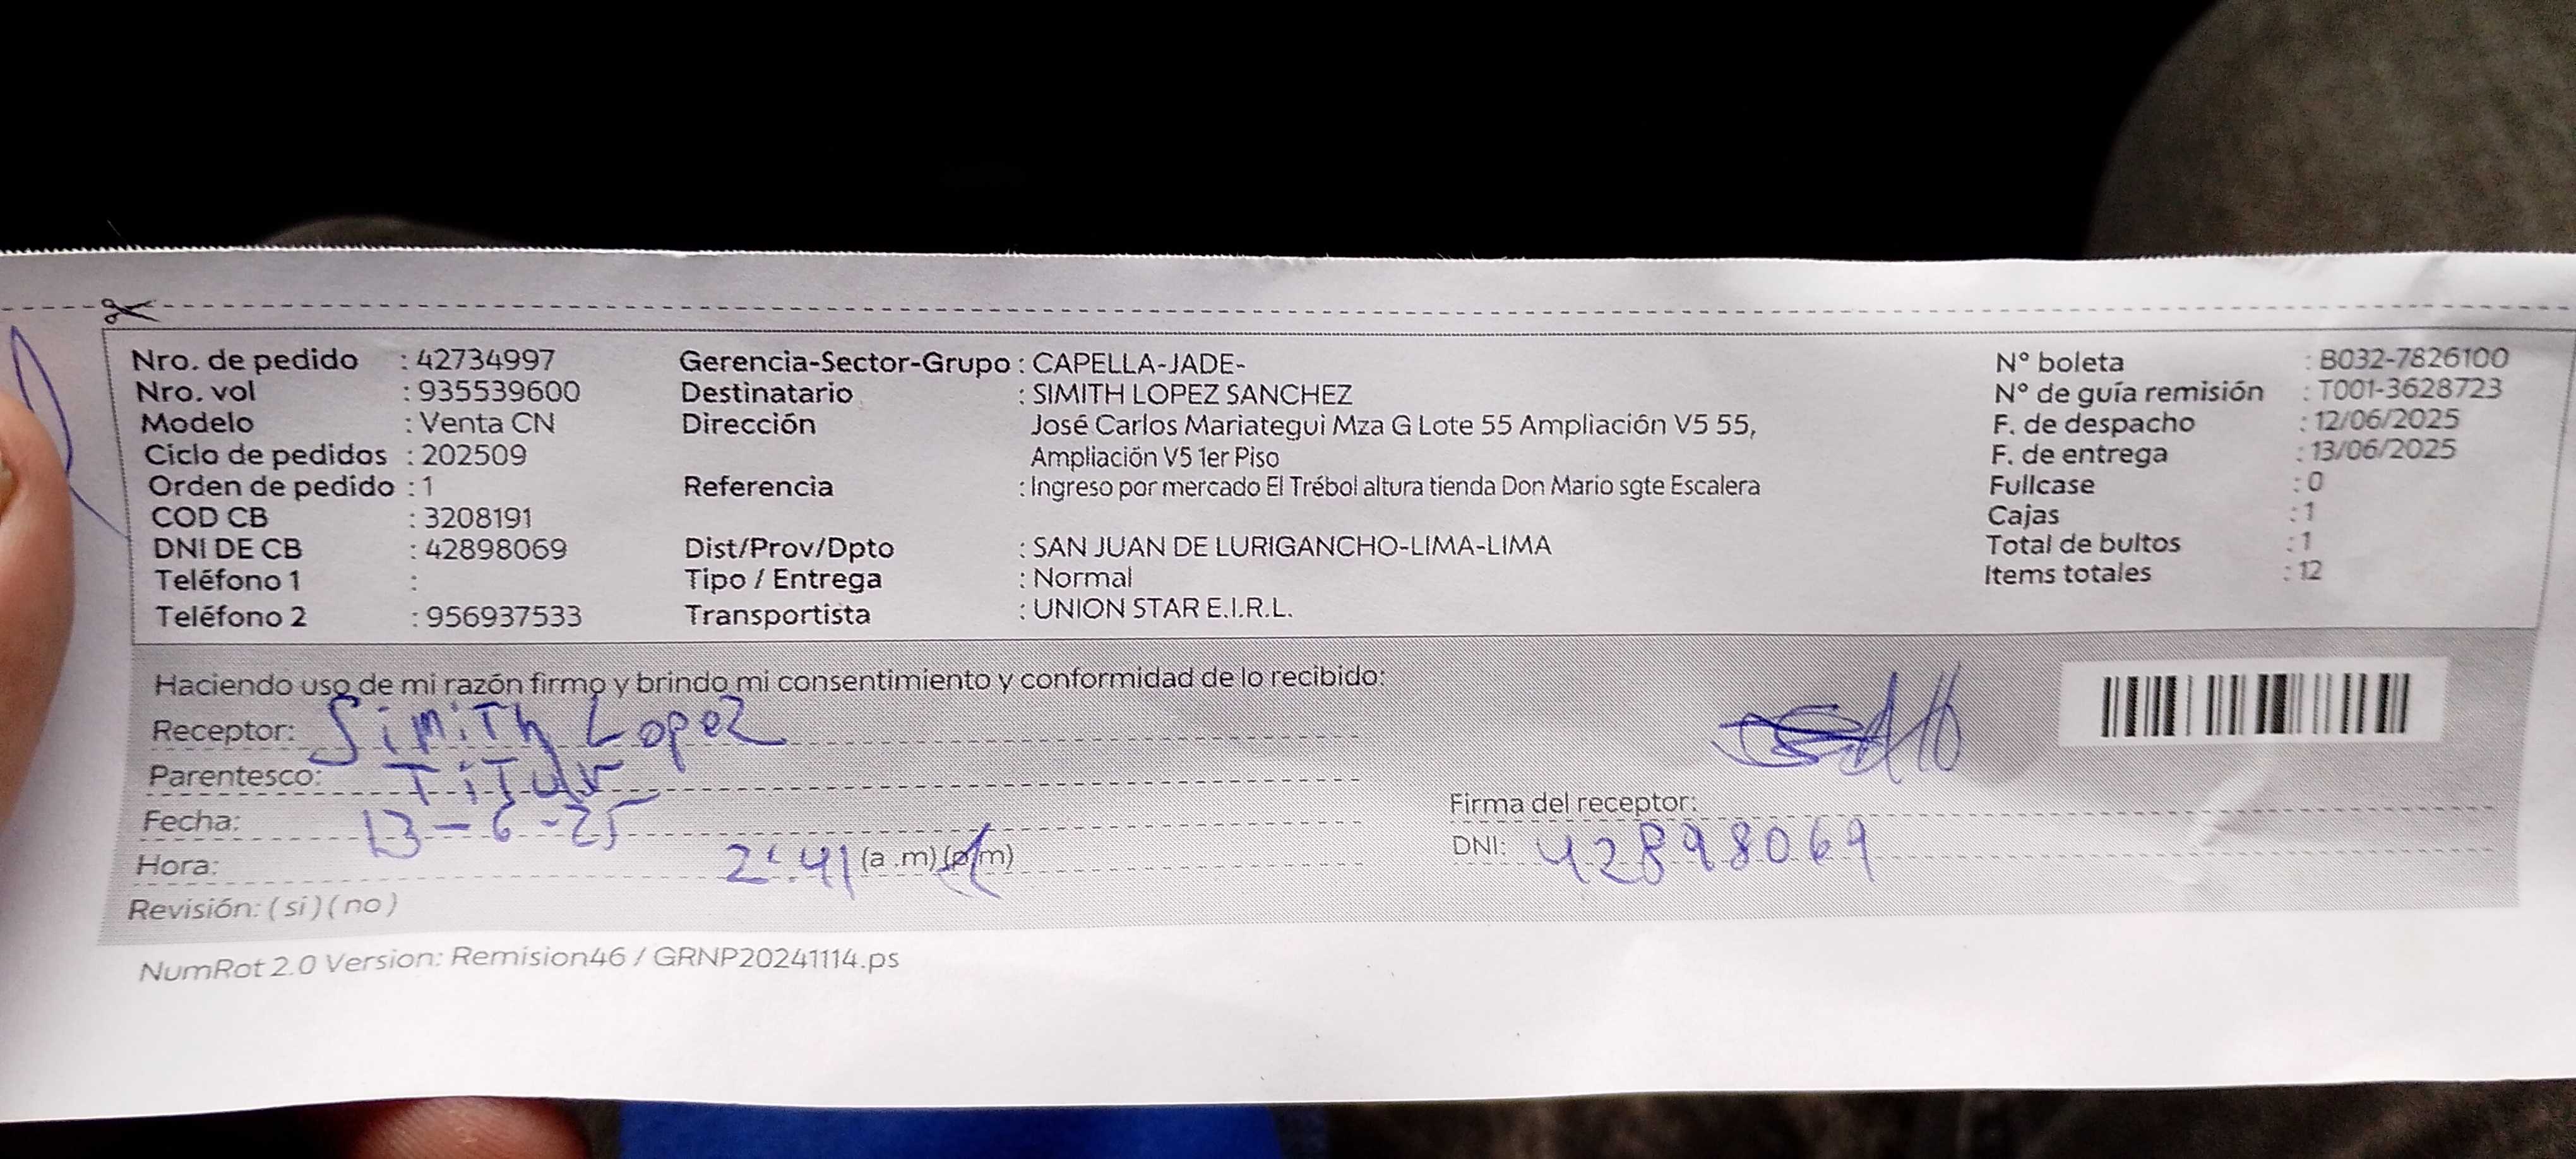 Nro. de pedido : 42734997 Gerencia-Sector-Grupo : CAPELLA-JADE- N° boleta : B032-7826100
Nro. vol : 935539600 Destinatario : SIMITH LOPEZ SANCHEZ N° de guía remisión : T001-3628723
Modelo : Venta CN Dirección José Carlos Mariategui Mza G Lote 55 Ampliación V5 55, F. de despacho : 12/06/2025
Ciclo de pedidos : 202509 Ampliación V5 1er Piso F. de entrega : 13/06/2025
Orden de pedido : 1 Referencia : Ingreso por mercado El Trébol altura tienda Don Mario sgte Escalera Fullcase : 0
COD CB : 3208191 Cajas : 1
DNI DE CB : 42898069 Dist/Prov/Dpto : SAN JUAN DE LURIGANCHO-LIMA-LIMA Total de bultos : 1
Teléfono 1 : Tipo / Entrega : Normal Items totales : 12
Teléfono 2 : 956937533 Transportista : UNION STAR E.I.R.L.
Haciendo uso de mi razón firmo y brindo mi consentimiento y conformidad de lo recibido:
Receptor: Simith Lopez
Parentesco: Titular
Fecha: 13-6-25 Firma del receptor:
Hora: 2:41 (a .m) (p.m) DNI: 42898069
Revisión: ( si ) ( no )
NumRot 2.0 Version: Remision46 / GRNP20241114.ps